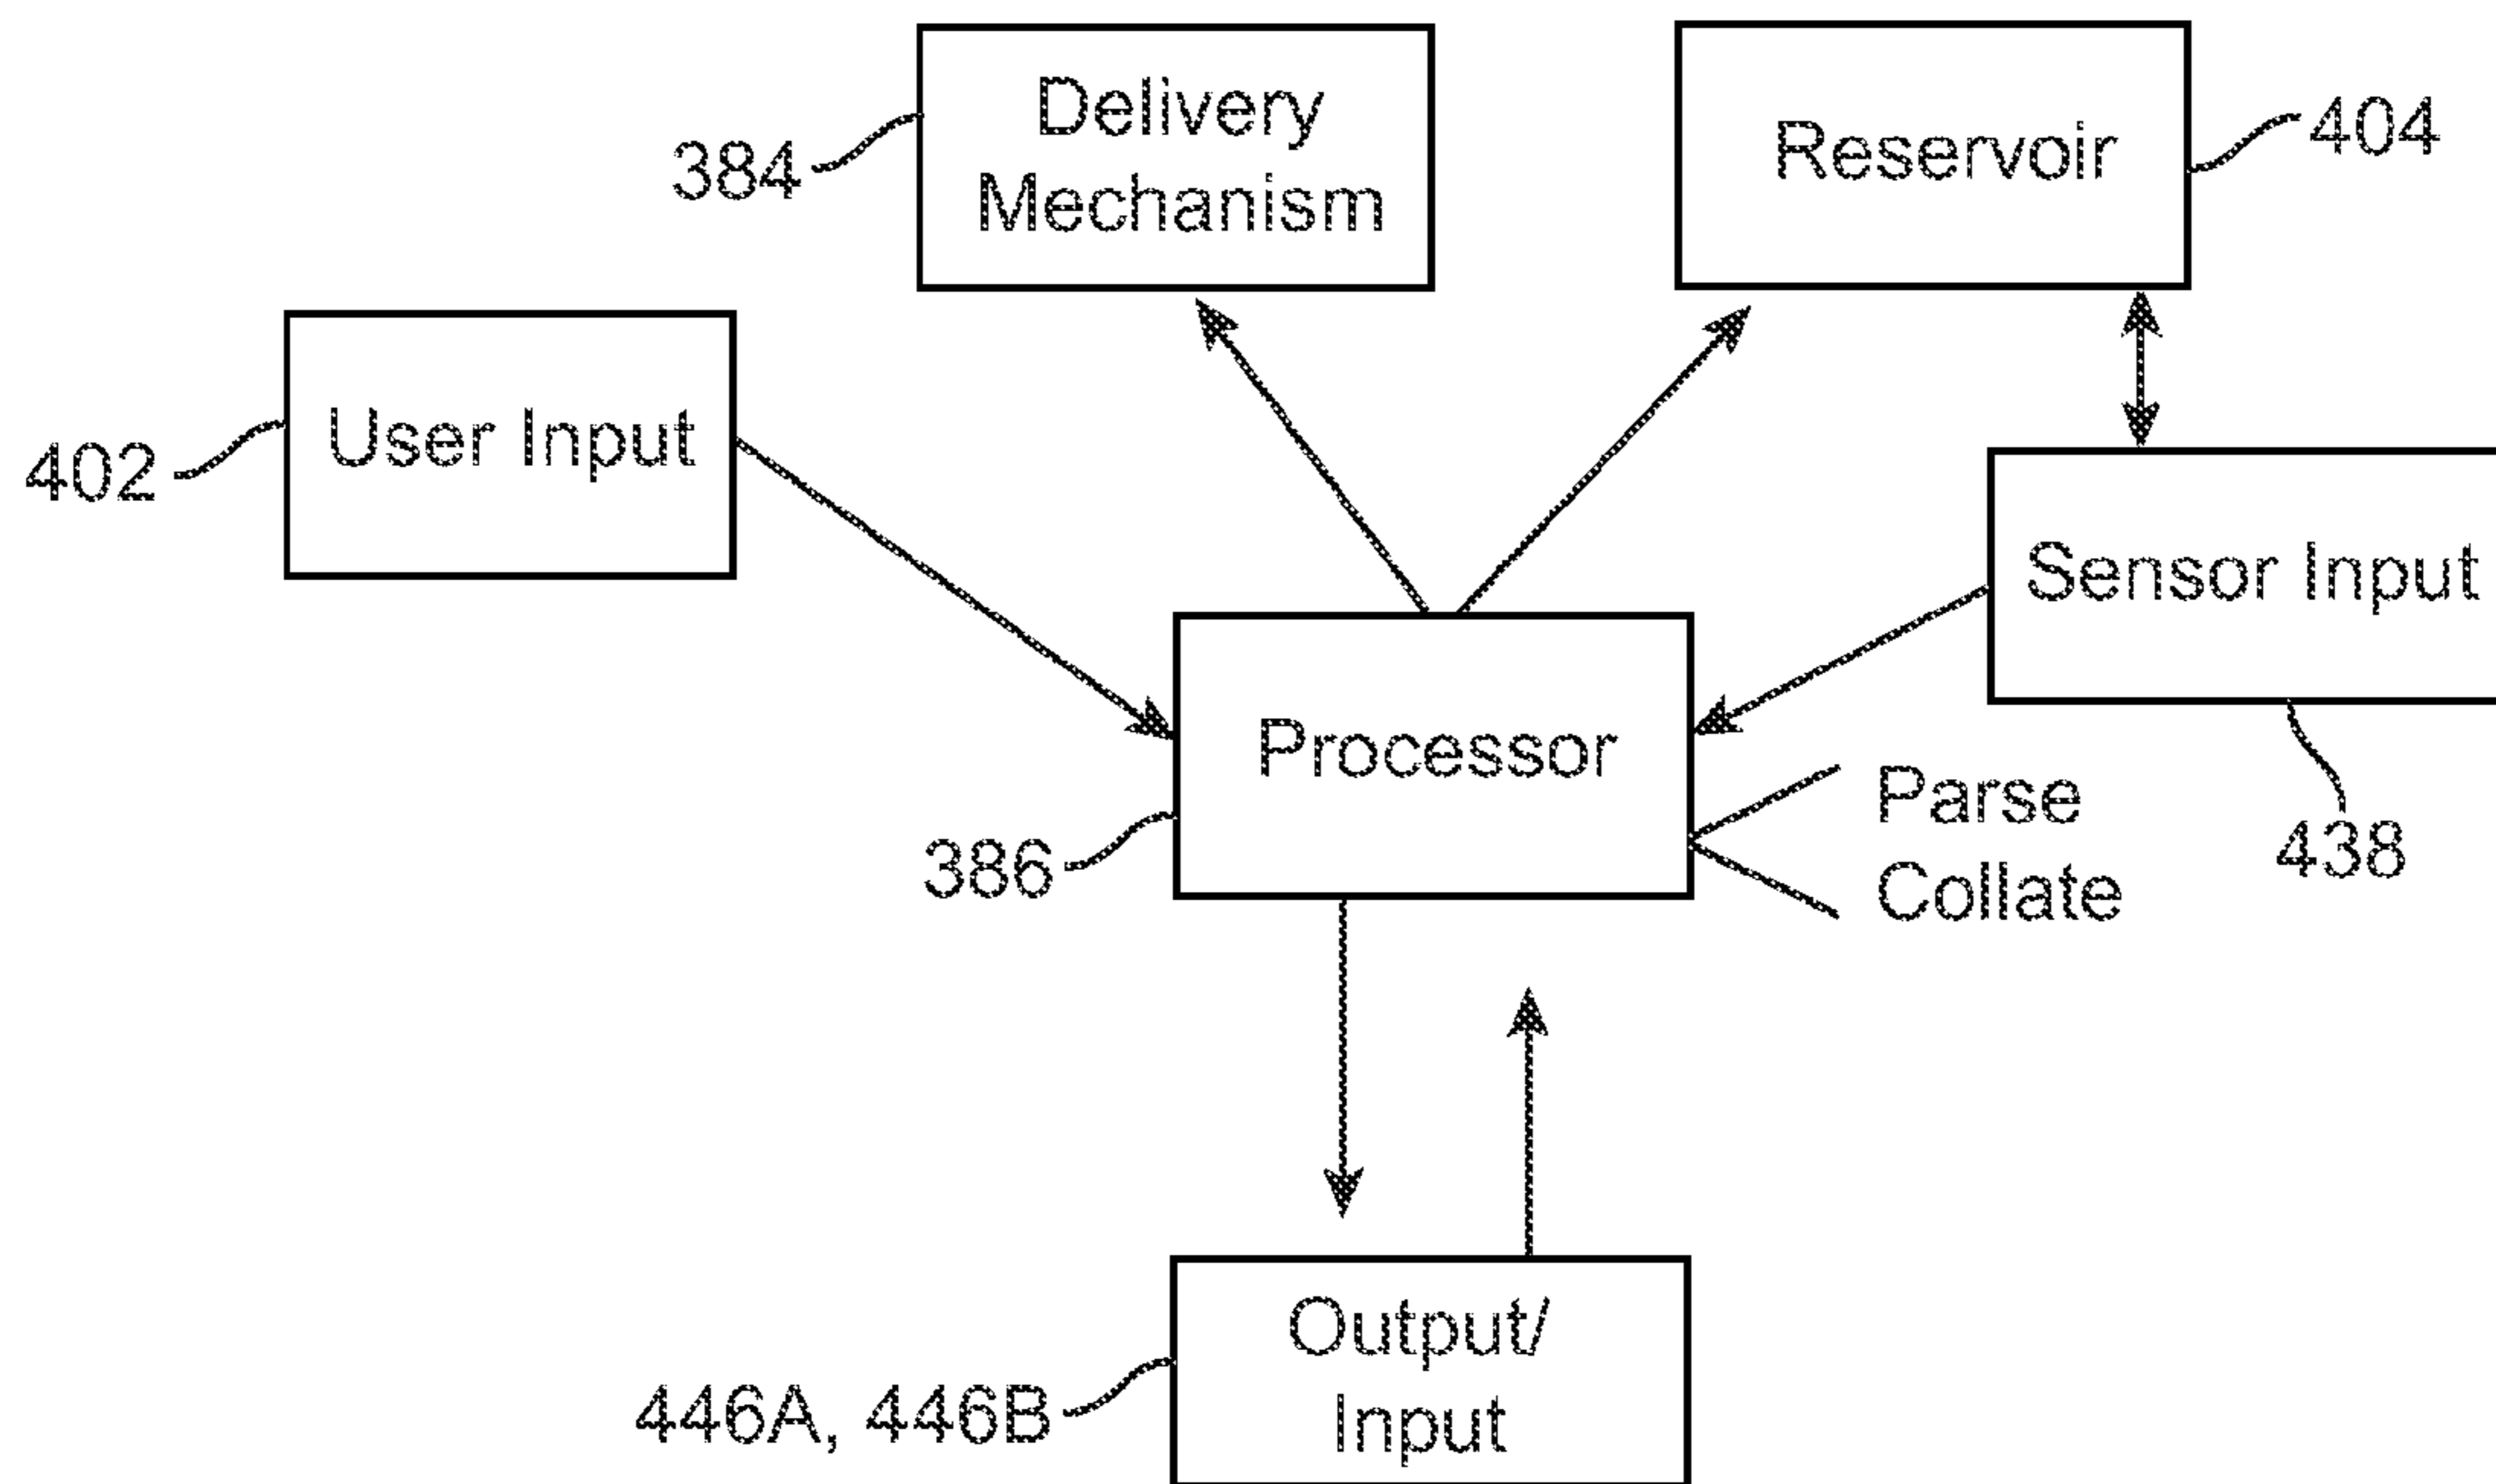 Delivery
Mechanism
384
Reservoir
404
User Input
402
Sensor Input
438
Processor
386
Parse
Collate
Output/
Input
446A, 446B